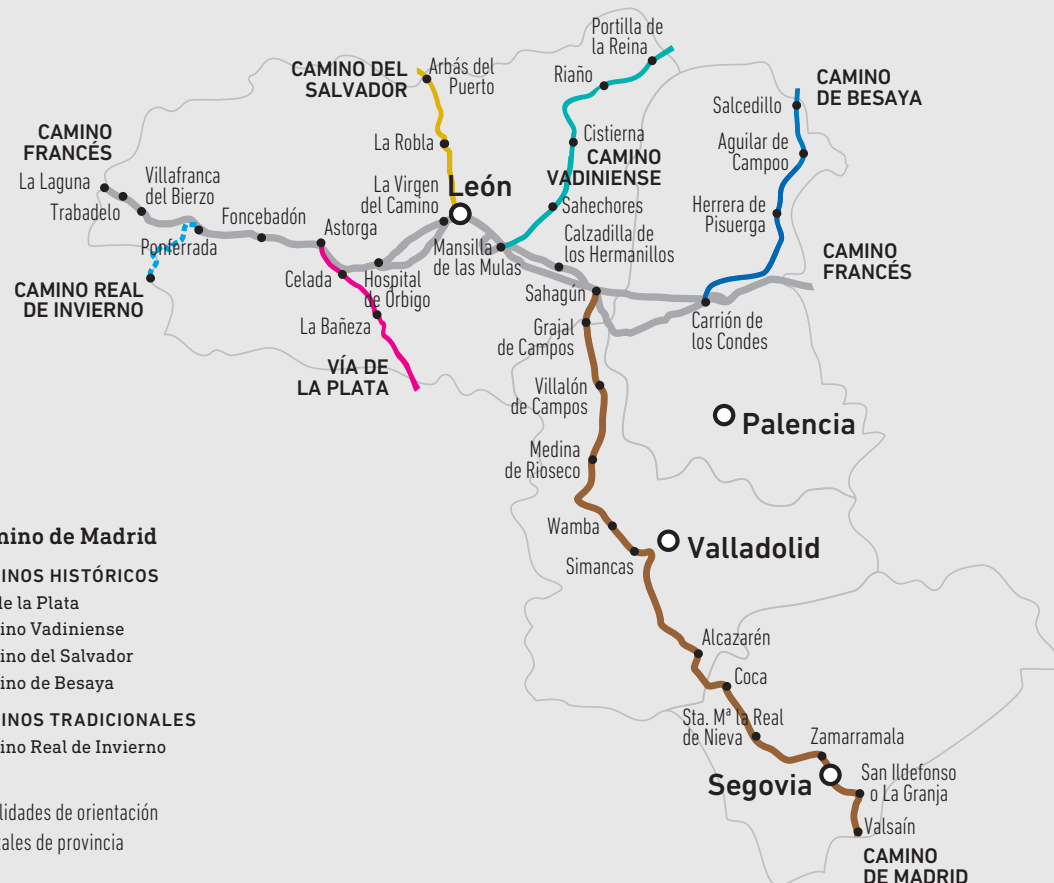 Portilla de
la Reina
Riaño
Arbás del
Puerto
CAMINO DEL
SALVADOR
CAMINO
DE BESAYA
Salcedillo
Aguilar de
Campoo
La Robla
Cistierna
CAMINO
VADINIENSE
CAMINO
FRANCÉS
La Laguna
Trabadelo
Villafranca
del Bierzo
Foncebadón
Ponferrada
Astorga
La Virgen
del Camino
León
Sahechores
Herrera de
Pisuerga
Mansilla
de las Mulas
Calzadilla de
los Hermanillos
CAMINO
FRANCÉS
CAMINO REAL
DE INVIERNO
Celada
Hospital
de Órbigo
Sahagún
La Bañeza
Grajal
de Campos
Carrión de
los Condes
VÍA DE
LA PLATA
Villalón
de Campos
Palencia
Medina
de Rioseco
Wamba
Simancas
Valladolid
Alcazarén
Coca
Sta. Mª la Real
de Nieva
Zamarramala
Segovia
San Ildefonso
o La Granja
Valsaín
CAMINO
DE MADRID
mino de Madrid
INOS HISTÓRICOS
de la Plata
ino Vadiniense
ino del Salvador
ino de Besaya
INOS TRADICIONALES
ino Real de Invierno
lidades de orientación
tales de provincia